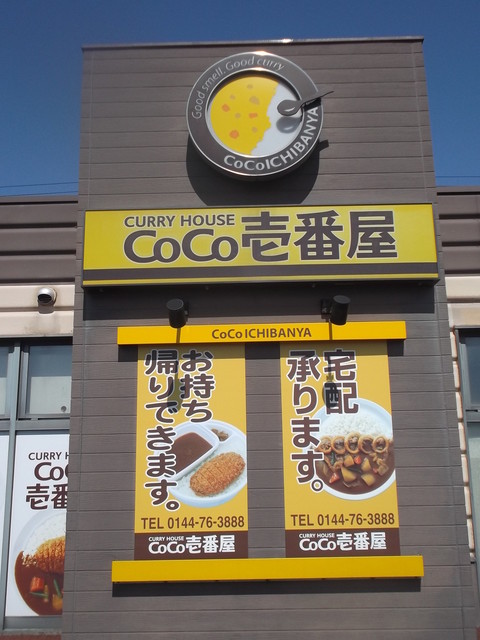 Good smell. Good curry
CoCo ICHIBANYA
CURRY HOUSE
CoCo壱番屋
CoCo ICHIBANYA
お持ち
帰りできます。
TEL 0144-76-3888
CURRY HOUSE
CoCo壱番屋
宅配
承ります。
TEL 0144-76-3888
CURRY HOUSE
CoCo壱番屋
CURRY H
CoC
壱番